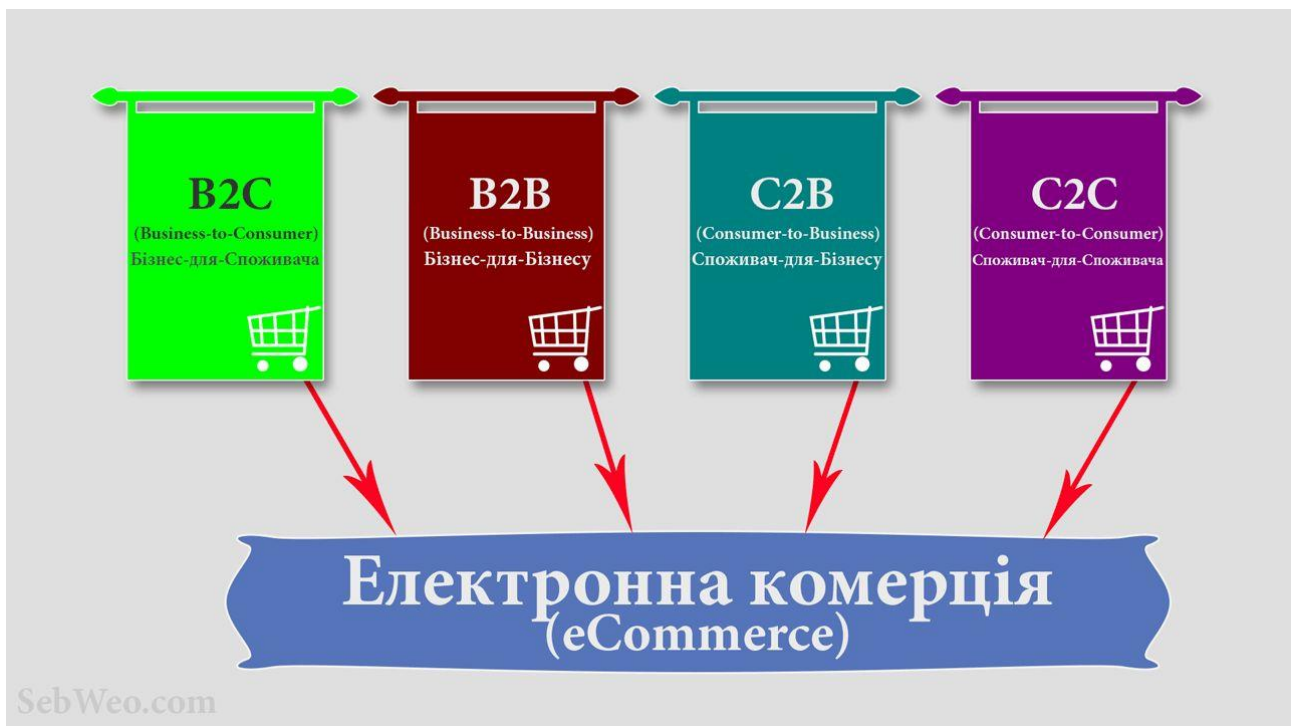 B2C
(Business-to-Consumer)
Бізнес-для-Споживача
B2B
(Business-to-Business)
Бізнес-для-Бізнесу
C2B
(Consumer-to-Business)
Споживач-для-Бізнесу
C2C
(Consumer-to-Consumer)
Споживач-для-Споживача
Електронна комерція
(eCommerce)
SebWeo.com